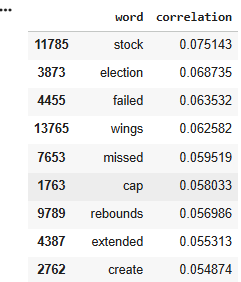 ...
word correlation
11785 stock 0.075143
3873 election 0.068735
4455 failed 0.063532
13765 wings 0.062582
7653 missed 0.059519
1763 cap 0.058033
9789 rebounds 0.056986
4387 extended 0.055313
2762 create 0.054874